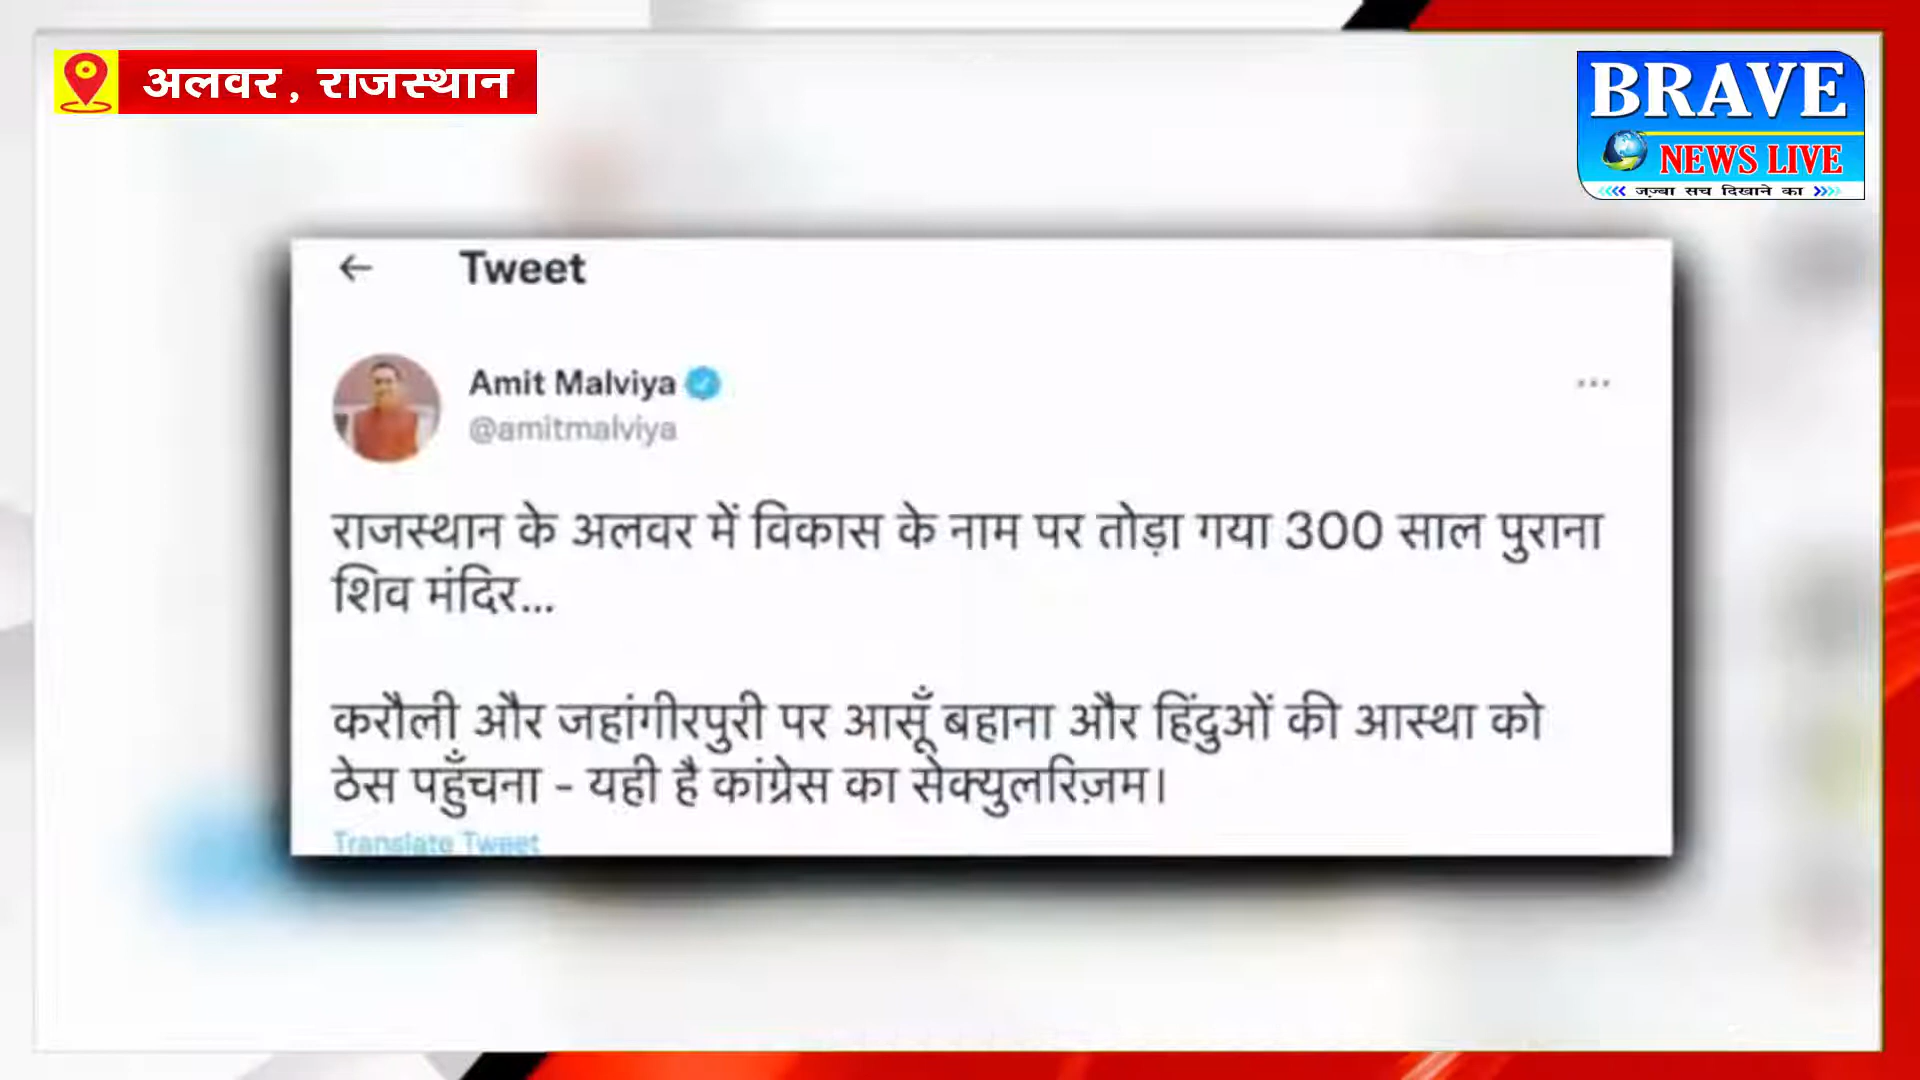 अलवर, राजस्थान
BRAVE
NEWS LIVE
जज़्बा सच दिखाने का
Tweet
Amit Malviya
@amitmalviya
राजस्थान के अलवर में विकास के नाम पर तोड़ा गया 300 साल पुराना
शिव मंदिर...
करौली और जहांगीरपुरी पर आसूँ बहाना और हिंदुओं की आस्था को
ठेस पहुँचना - यही है कांग्रेस का सेक्युलरिज़म।
Translate Tweet